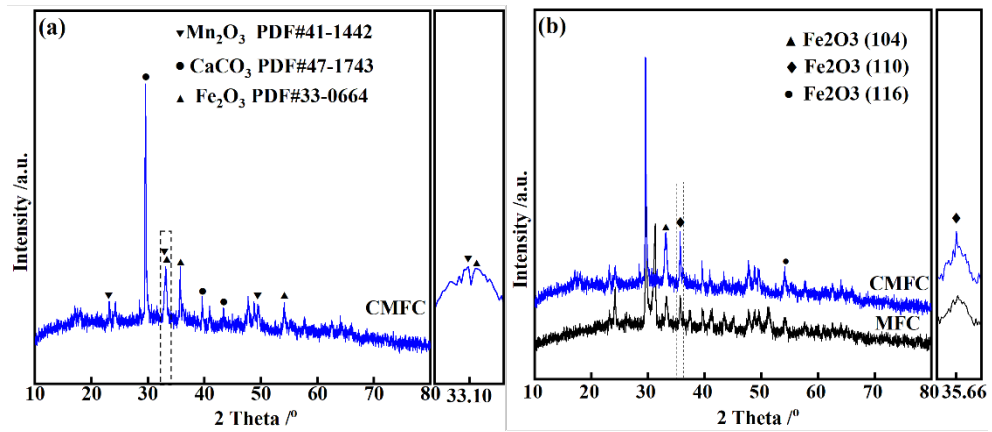 (a)
▼Mn₂O₃ PDF#41-1442
● CaCO₃ PDF#47-1743
▲ Fe₂O₃ PDF#33-0664
CMFC
Intensity /a.u.
10 20 30 40 50 60 70 80
33.10
2 Theta /°
(b)
▲ Fe2O3 (104)
◆ Fe2O3 (110)
● Fe2O3 (116)
CMFC
MFC
Intensity /a.u.
10 20 30 40 50 60 70 80
35.66
2 Theta /°